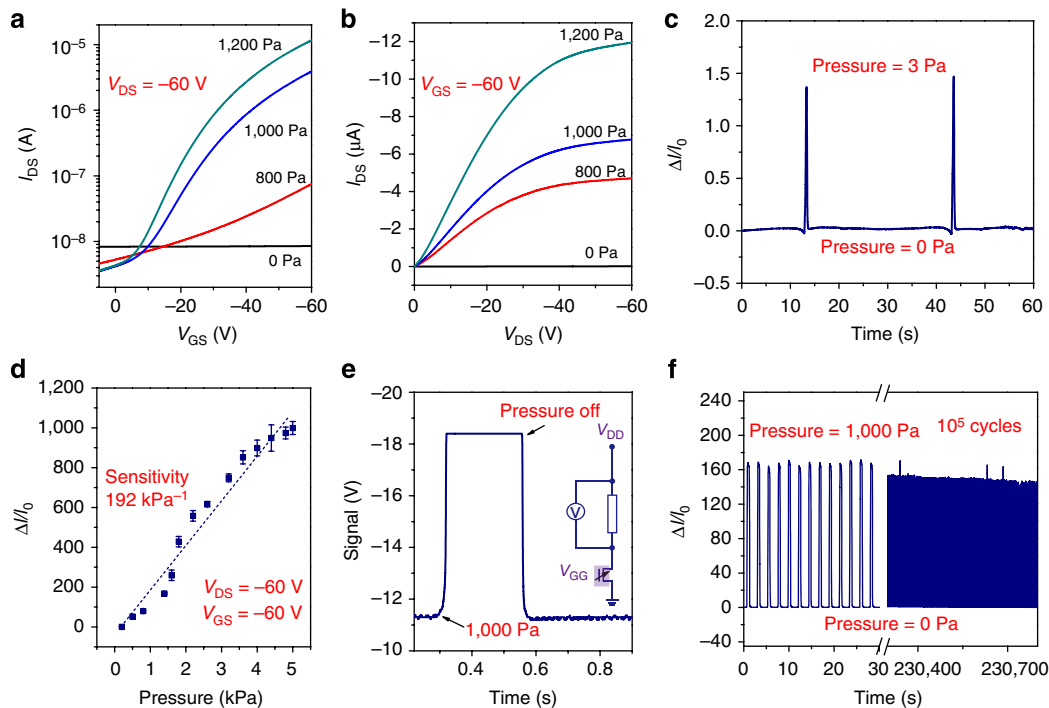 a
10⁻⁵
10⁻⁶
10⁻⁷
10⁻⁸
I_DS (A)
V_DS = –60 V
1,200 Pa
1,000 Pa
800 Pa
0 Pa
0
–20
–40
–60
V_GS (V)
b
–14
–12
–10
–8
–6
–4
–2
0
I_DS (µA)
V_GS = –60 V
1,200 Pa
1,000 Pa
800 Pa
0 Pa
0
–20
–40
–60
V_DS (V)
c
2.0
1.5
1.0
0.5
0.0
–0.5
ΔI/I₀
Pressure = 3 Pa
Pressure = 0 Pa
0
10
20
30
40
50
60
Time (s)
d
1,200
1,000
800
600
400
200
0
ΔI/I₀
Sensitivity
192 kPa⁻¹
V_DS = –60 V
V_GS = –60 V
0
1
2
3
4
5
Pressure (kPa)
e
–20
–18
–16
–14
–12
–10
Signal (V)
Pressure off
V_DD
V
V_GG
1,000 Pa
0.2
0.4
0.6
0.8
Time (s)
f
240
200
160
120
80
40
0
–40
ΔI/I₀
Pressure = 1,000 Pa
10⁵ cycles
Pressure = 0 Pa
0
10
20
30
230,400
230,700
Time (s)